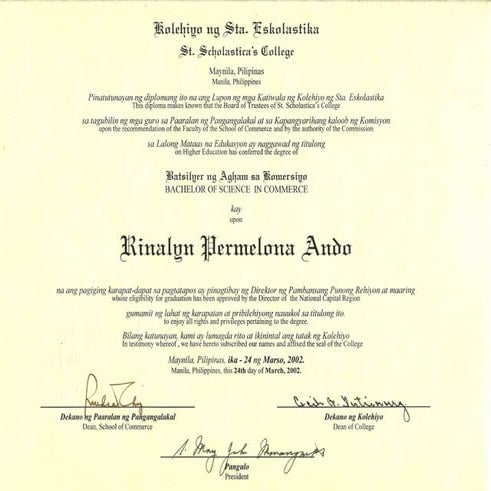 Kolehiyo ng Sta. Eskolastika
St. Scholastica's College
Maynila, Pilipinas
Manila, Philippines
Pinatutunayan ng diplomang ito na ang Lupon ng mga Katiwala ng Kolehiyo ng Sta. Eskolastika
This diploma makes known that the Board of Trustees of St. Scholastica's College
sa tagubilin ng mga guro sa Paaralan ng Pangangalakal at sa Kapangyarihang kaloob ng Komisyon
upon the recommendation of the Faculty of the School of Commerce and by the authority of the Commission
sa Lalong Mataas na Edukasyon ay naggawad ng titulong
on Higher Education has conferred the degree of
Batsilyer ng Agham sa Komersiyo
BACHELOR OF SCIENCE IN COMMERCE
kay
upon
Rinalyn Permelona Ando
na ang pagiging karapat-dapat sa pagtatapos ay pinagtibay ng Direktor ng Pambansang Punong Rehiyon at maaring
whose eligibility for graduation has been approved by the Director of the National Capital Region
gumamit ng lahat ng karapatan at pribilehiyong nauukol sa titulong ito.
to enjoy all rights and privileges pertaining to the degree.
Bilang katunayan, kami ay lumagda rito at ikinintal ang tatak ng Kolehiyo
In testimony whereof , we have hereto subscribed our names and affixed the seal of the College
Maynila, Pilipinas, ika - 24 ng Marso, 2002.
Manila, Philippines, this 24th day of March, 2002.
Dekano ng Paaralan ng Pangangalakal
Dean, School of Commerce
Dekano ng Kolehiyo
Dean of College
Pangulo
President